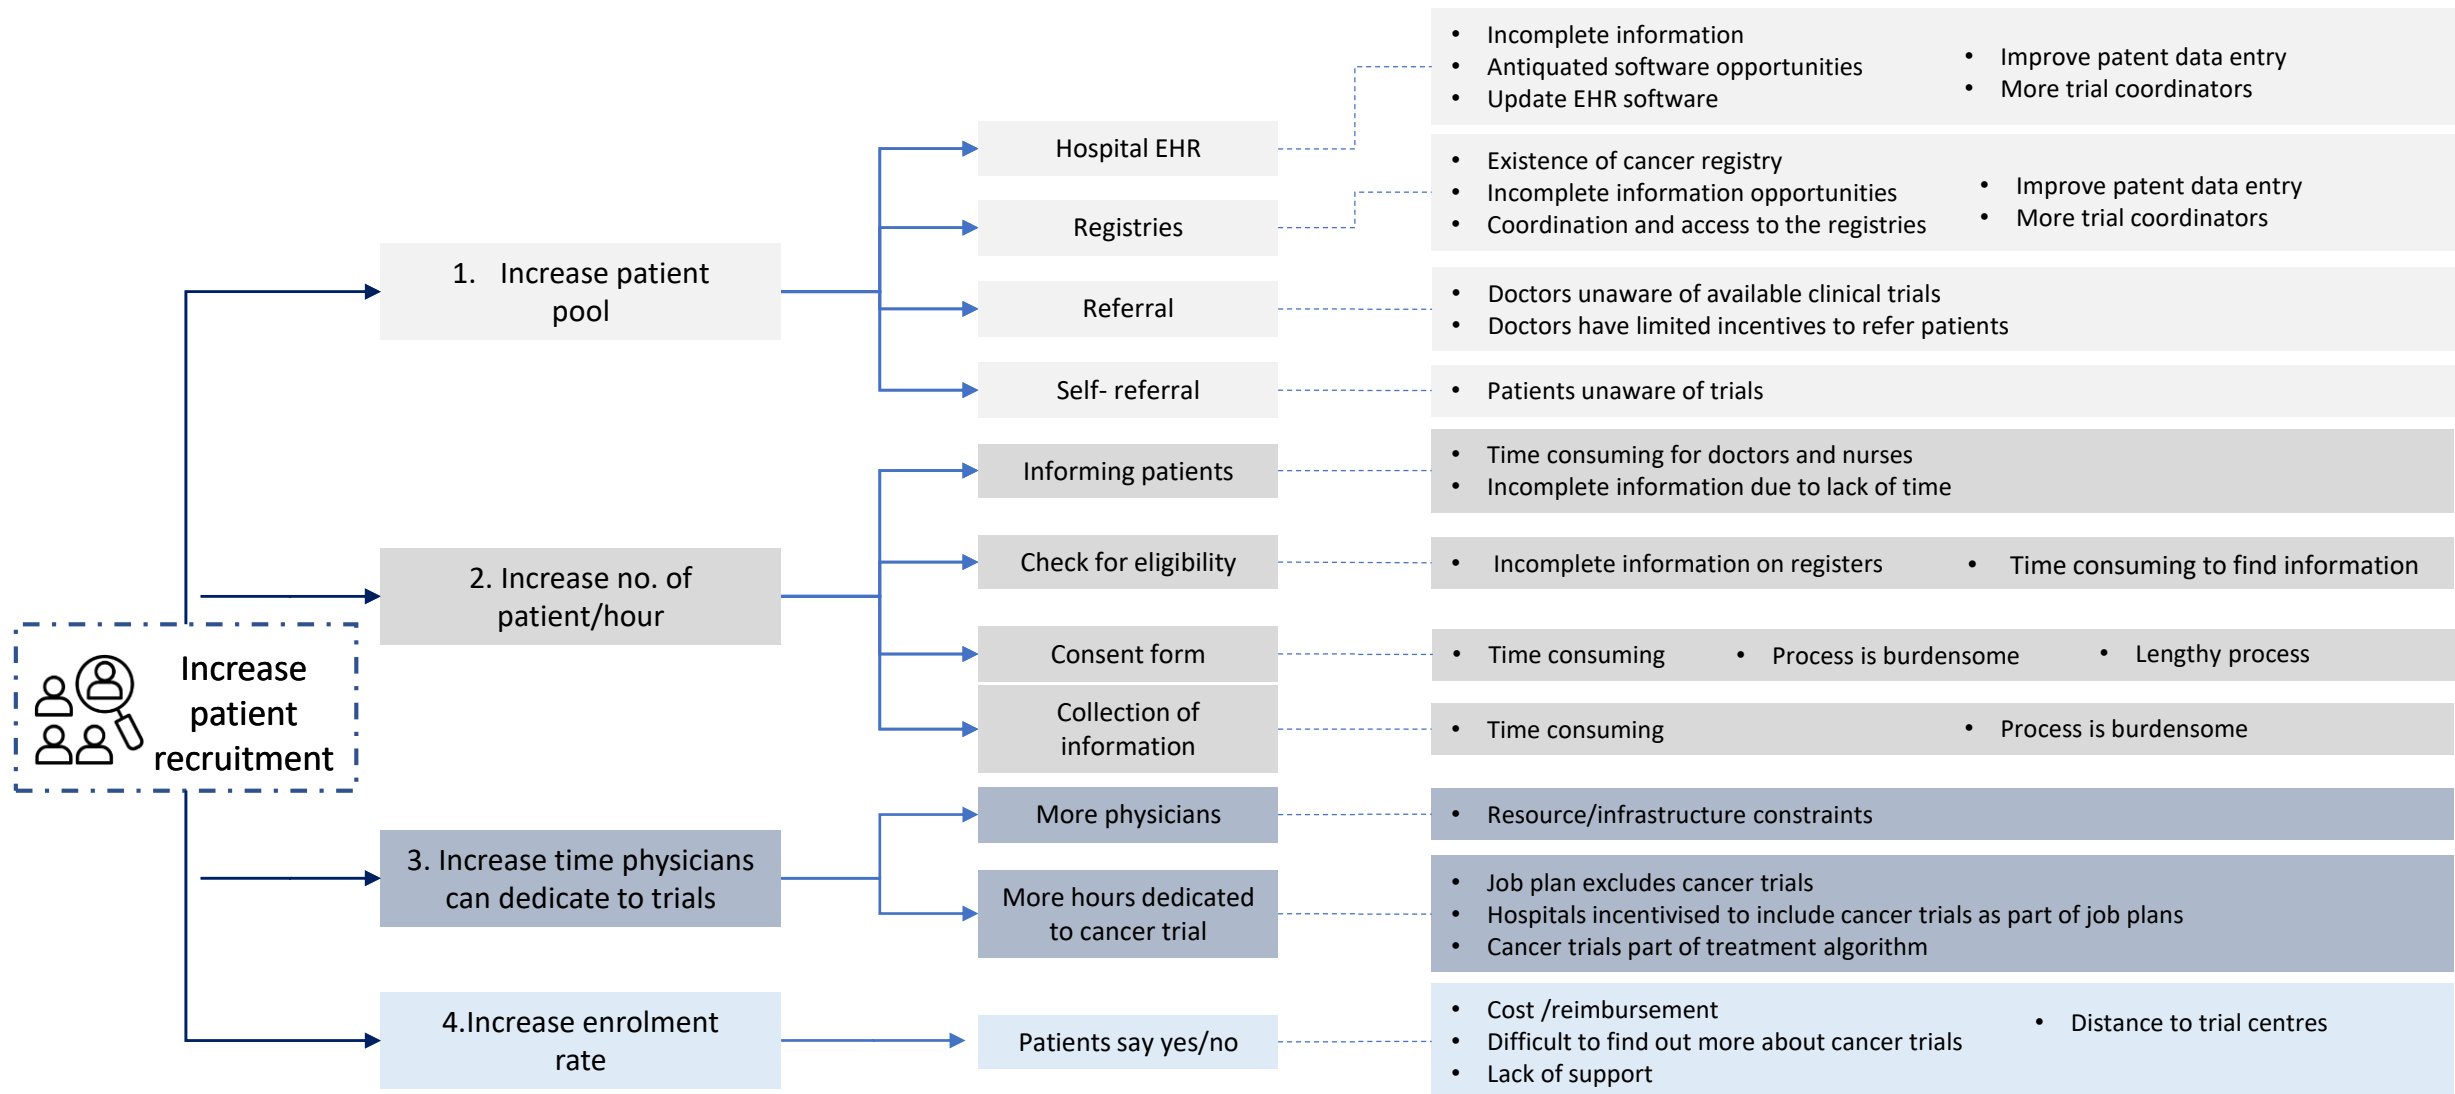 Increase
patient
recruitment
1. Increase patient
pool
Hospital EHR
• Incomplete information
• Antiquated software opportunities
• Update EHR software
• Improve patent data entry
• More trial coordinators
Registries
• Existence of cancer registry
• Incomplete information opportunities
• Coordination and access to the registries
• Improve patent data entry
• More trial coordinators
Referral
• Doctors unaware of available clinical trials
• Doctors have limited incentives to refer patients
Self- referral
• Patients unaware of trials
2. Increase no. of
patient/hour
Informing patients
• Time consuming for doctors and nurses
• Incomplete information due to lack of time
Check for eligibility
• Incomplete information on registers
• Time consuming to find information
Consent form
• Time consuming
• Process is burdensome
• Lengthy process
Collection of
information
• Time consuming
• Process is burdensome
3. Increase time physicians
can dedicate to trials
More physicians
• Resource/infrastructure constraints
More hours dedicated
to cancer trial
• Job plan excludes cancer trials
• Hospitals incentivised to include cancer trials as part of job plans
• Cancer trials part of treatment algorithm
4.Increase enrolment
rate
Patients say yes/no
• Cost /reimbursement
• Difficult to find out more about cancer trials
• Lack of support
• Distance to trial centres